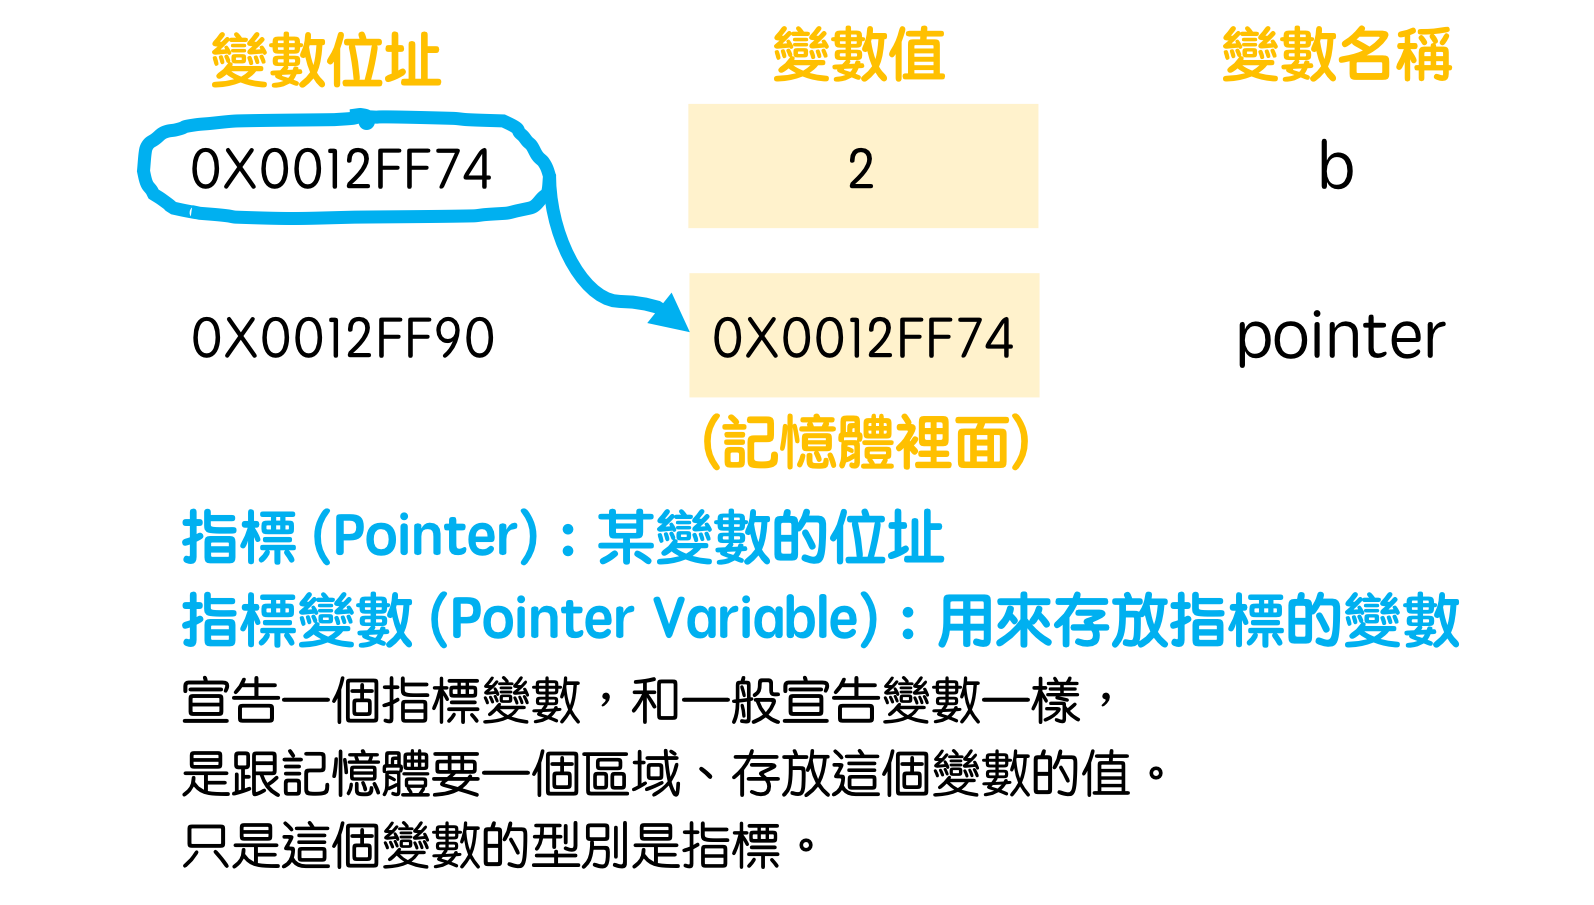 變數位址 變數值 變數名稱
0X0012FF74 2 b
0X0012FF90 0X0012FF74 pointer
(記憶體裡面)
指標 (Pointer)：某變數的位址
指標變數 (Pointer Variable)：用來存放指標的變數
宣告一個指標變數，和一般宣告變數一樣，
是跟記憶體要一個區域、存放這個變數的值。
只是這個變數的型別是指標。